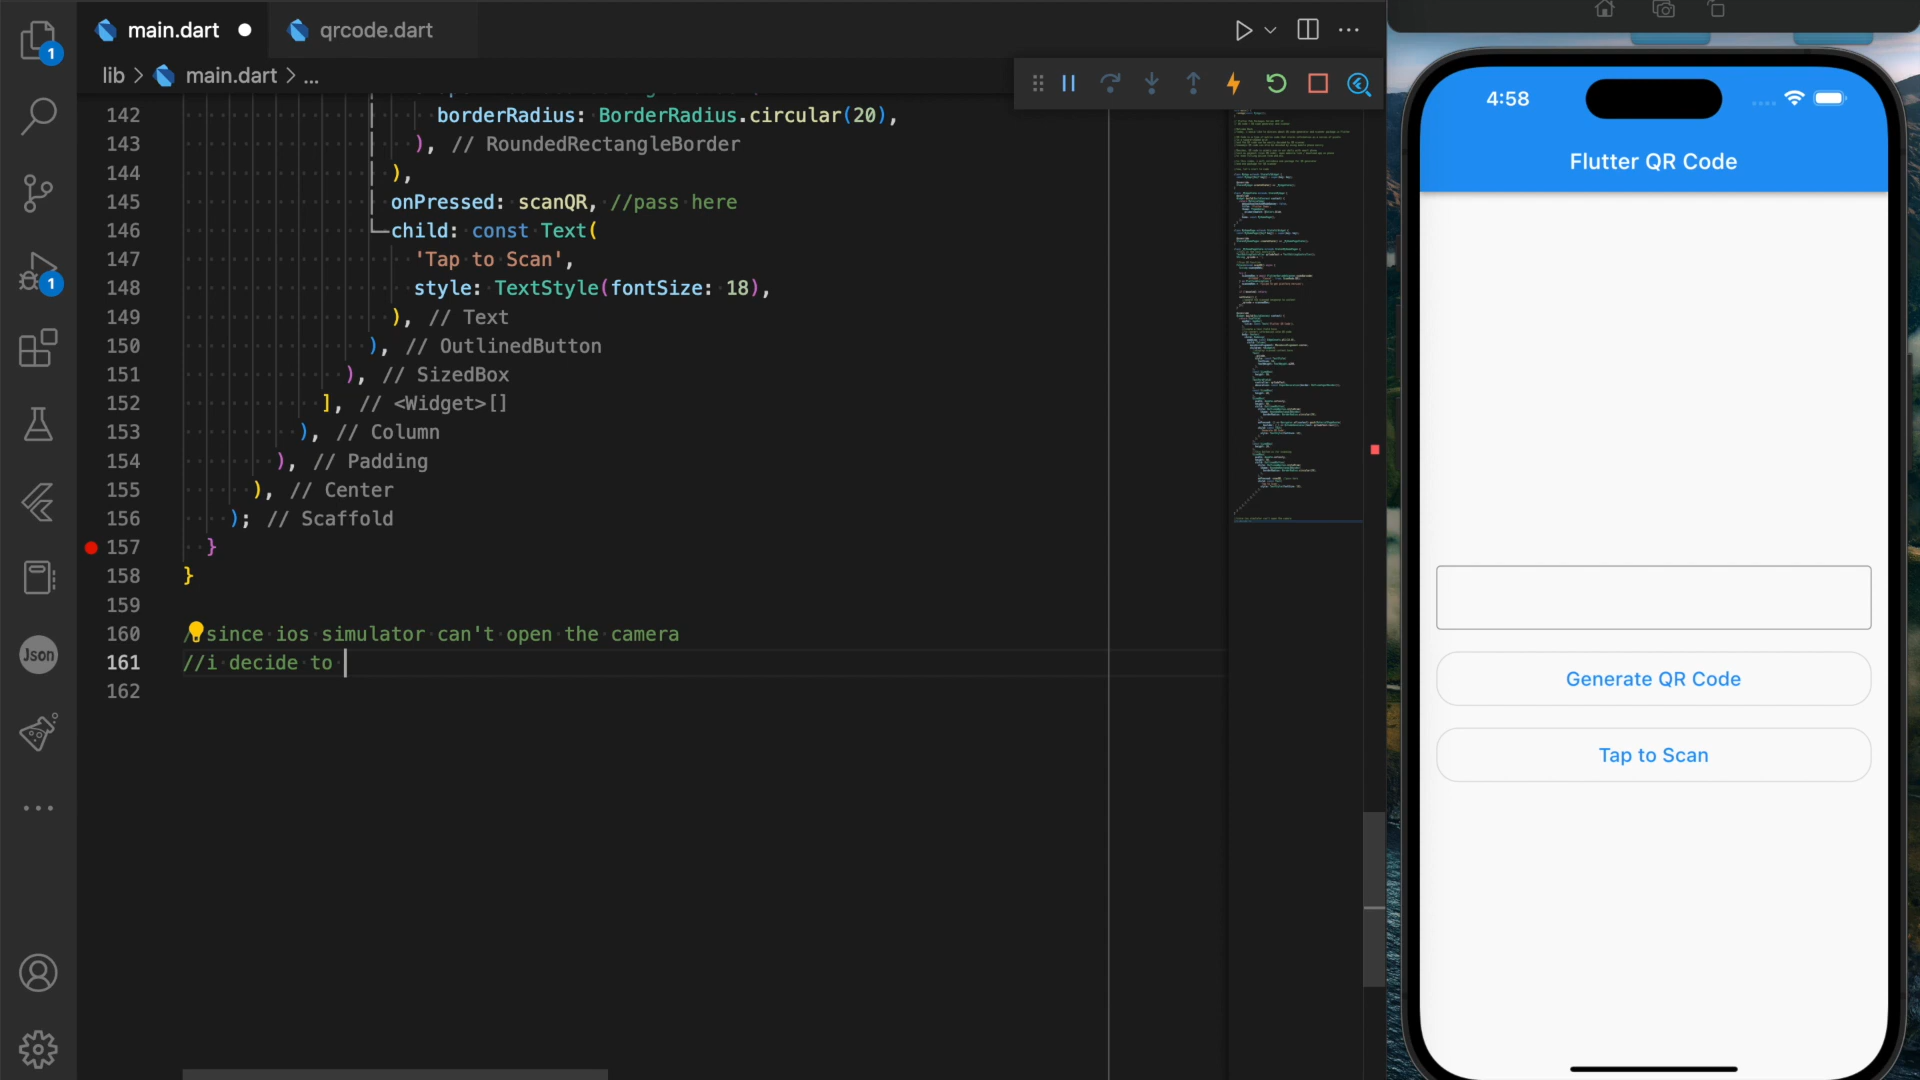 main.dart
qrcode.dart
lib > main.dart > ...
142 borderRadius: BorderRadius.circular(20),
143 ), // RoundedRectangleBorder
144 ),
145 onPressed: scanQR, //pass here
146 child: const Text(
147 'Tap to Scan',
148 style: TextStyle(fontSize: 18),
149 ), // Text
150 ), // OutlinedButton
151 ), // SizedBox
152 ], // <Widget>[]
153 ), // Column
154 ), // Padding
155 ), // Center
156 ); // Scaffold
157 }
158 }
159
160 /since ios simulator can't open the camera
161 //i decide to
162
1
1
Json
4:58
Flutter QR Code
Generate QR Code
Tap to Scan